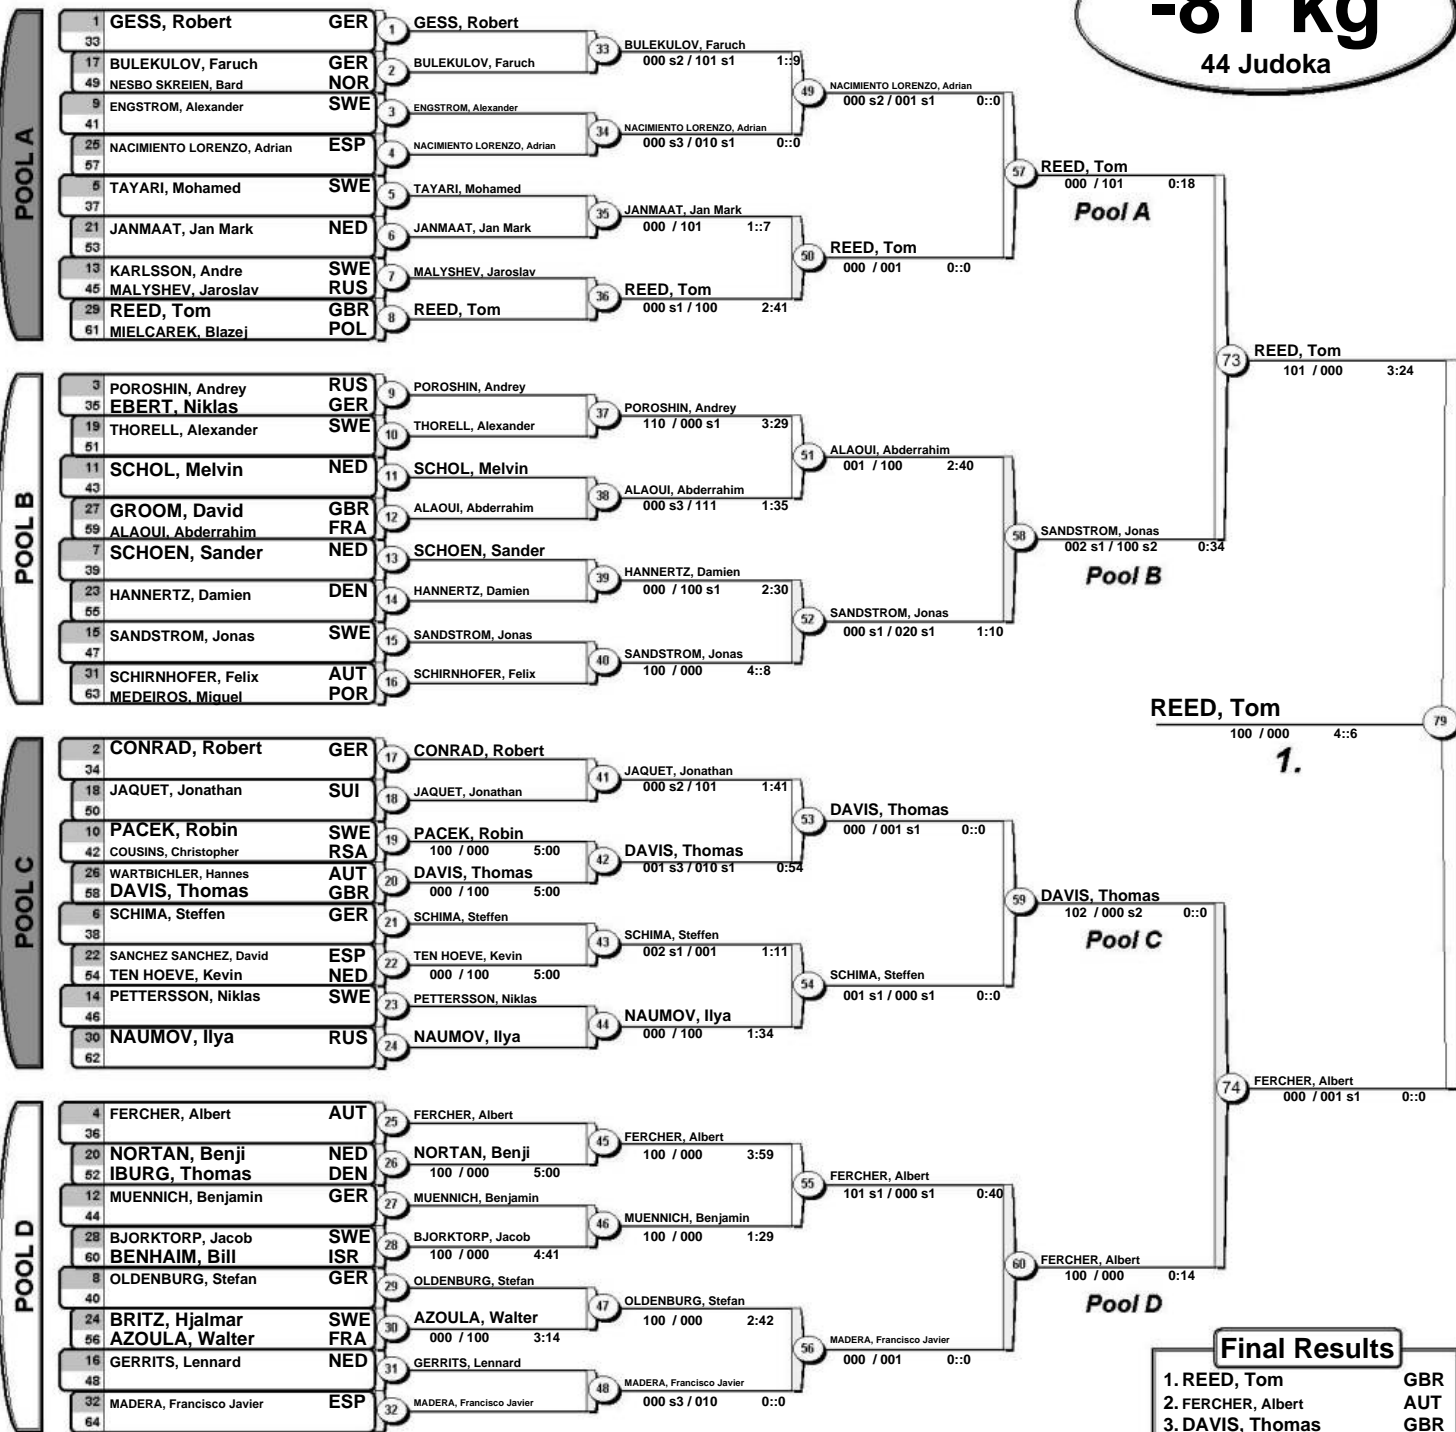 -81 kg
44 Judoka
POOL A
1 GESS, Robert GER
33
17 BULEKULOV, Faruch GER
49 NESBO SKREIEN, Bard NOR
9 ENGSTROM, Alexander SWE
41
25 NACIMIENTO LORENZO, Adrian ESP
57
5 TAYARI, Mohamed SWE
37
21 JANMAAT, Jan Mark NED
53
13 KARLSSON, Andre SWE
45 MALYSHEV, Jaroslav RUS
29 REED, Tom GBR
61 MIELCAREK, Blazej POL
1 GESS, Robert
2 BULEKULOV, Faruch
3 ENGSTROM, Alexander
4 NACIMIENTO LORENZO, Adrian
5 TAYARI, Mohamed
6 JANMAAT, Jan Mark
7 MALYSHEV, Jaroslav
8 REED, Tom
33 BULEKULOV, Faruch
000 s2 / 101 s1 1::9
34 NACIMIENTO LORENZO, Adrian
000 s3 / 010 s1 0::0
35 JANMAAT, Jan Mark
000 / 101 1::7
36 REED, Tom
000 s1 / 100 2:41
49 NACIMIENTO LORENZO, Adrian
000 s2 / 001 s1 0::0
50 REED, Tom
000 / 001 0::0
57 REED, Tom
000 / 101 0:18
Pool A
POOL B
3 POROSHIN, Andrey RUS
35 EBERT, Niklas GER
19 THORELL, Alexander SWE
51
11 SCHOL, Melvin NED
43
27 GROOM, David GBR
59 ALAOUI, Abderrahim FRA
7 SCHOEN, Sander NED
39
23 HANNERTZ, Damien DEN
55
15 SANDSTROM, Jonas SWE
47
31 SCHIRNHOFER, Felix AUT
63 MEDEIROS, Miguel POR
9 POROSHIN, Andrey
10 THORELL, Alexander
11 SCHOL, Melvin
12 ALAOUI, Abderrahim
13 SCHOEN, Sander
14 HANNERTZ, Damien
15 SANDSTROM, Jonas
16 SCHIRNHOFER, Felix
37 POROSHIN, Andrey
110 / 000 s1 3:29
38 ALAOUI, Abderrahim
000 s3 / 111 1:35
39 HANNERTZ, Damien
000 / 100 s1 2:30
40 SANDSTROM, Jonas
100 / 000 4::8
51 ALAOUI, Abderrahim
001 / 100 2:40
52 SANDSTROM, Jonas
000 s1 / 020 s1 1:10
58 SANDSTROM, Jonas
002 s1 / 100 s2 0:34
Pool B
73 REED, Tom
101 / 000 3:24
REED, Tom 79
100 / 000 4::6
1.
POOL C
2 CONRAD, Robert GER
34
18 JAQUET, Jonathan SUI
50
10 PACEK, Robin SWE
42 COUSINS, Christopher RSA
26 WARTBICHLER, Hannes AUT
58 DAVIS, Thomas GBR
6 SCHIMA, Steffen GER
38
22 SANCHEZ SANCHEZ, David ESP
54 TEN HOEVE, Kevin NED
14 PETTERSSON, Niklas SWE
46
30 NAUMOV, Ilya RUS
62
17 CONRAD, Robert
18 JAQUET, Jonathan
19 PACEK, Robin
100 / 000 5:00
20 DAVIS, Thomas
000 / 100 5:00
21 SCHIMA, Steffen
22 TEN HOEVE, Kevin
000 / 100 5:00
23 PETTERSSON, Niklas
24 NAUMOV, Ilya
41 JAQUET, Jonathan
000 s2 / 101 1:41
42 DAVIS, Thomas
001 s3 / 010 s1 0:54
43 SCHIMA, Steffen
002 s1 / 001 1:11
44 NAUMOV, Ilya
000 / 100 1:34
53 DAVIS, Thomas
000 / 001 s1 0::0
54 SCHIMA, Steffen
001 s1 / 000 s1 0::0
59 DAVIS, Thomas
102 / 000 s2 0::0
Pool C
POOL D
4 FERCHER, Albert AUT
36
20 NORTAN, Benji NED
52 IBURG, Thomas DEN
12 MUENNICH, Benjamin GER
44
28 BJORKTORP, Jacob SWE
60 BENHAIM, Bill ISR
8 OLDENBURG, Stefan GER
40
24 BRITZ, Hjalmar SWE
56 AZOULA, Walter FRA
16 GERRITS, Lennard NED
48
32 MADERA, Francisco Javier ESP
64
25 FERCHER, Albert
26 NORTAN, Benji
100 / 000 5:00
27 MUENNICH, Benjamin
28 BJORKTORP, Jacob
100 / 000 4:41
29 OLDENBURG, Stefan
30 AZOULA, Walter
000 / 100 3:14
31 GERRITS, Lennard
32 MADERA, Francisco Javier
45 FERCHER, Albert
100 / 000 3:59
46 MUENNICH, Benjamin
100 / 000 1:29
47 OLDENBURG, Stefan
100 / 000 2:42
48 MADERA, Francisco Javier
000 s3 / 010 0::0
55 FERCHER, Albert
101 s1 / 000 s1 0:40
56 MADERA, Francisco Javier
000 / 001 0::0
60 FERCHER, Albert
100 / 000 0:14
Pool D
74 FERCHER, Albert
000 / 001 s1 0::0
Final Results
1. REED, Tom GBR
2. FERCHER, Albert AUT
3. DAVIS, Thomas GBR